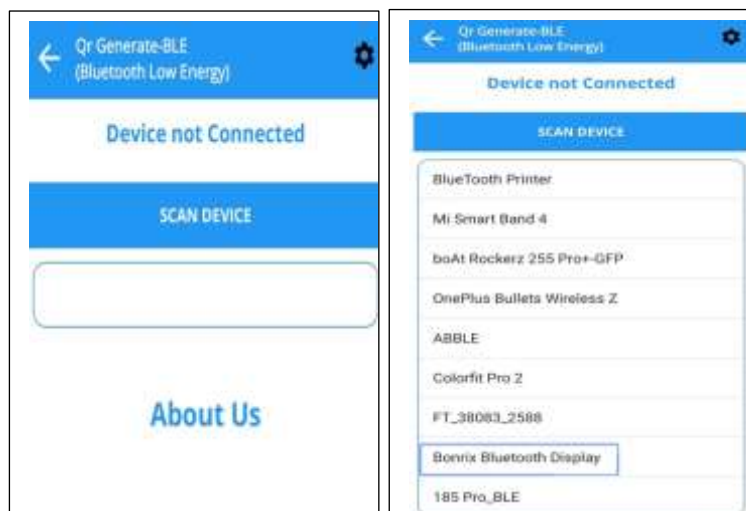 Qr Generate-BLE
(Bluetooth Low Energy)
Device not Connected
SCAN DEVICE
About Us
Qr Generate-BLE
(Bluetooth Low Energy)
Device not Connected
SCAN DEVICE
BlueTooth Printer
Mi Smart Band 4
boAt Rockerz 255 Pro+-GFP
OnePlus Bullets Wireless Z
ABBLE
Colorfit Pro 2
FT_38083_2588
Bonrix Bluetooth Display
185 Pro_BLE